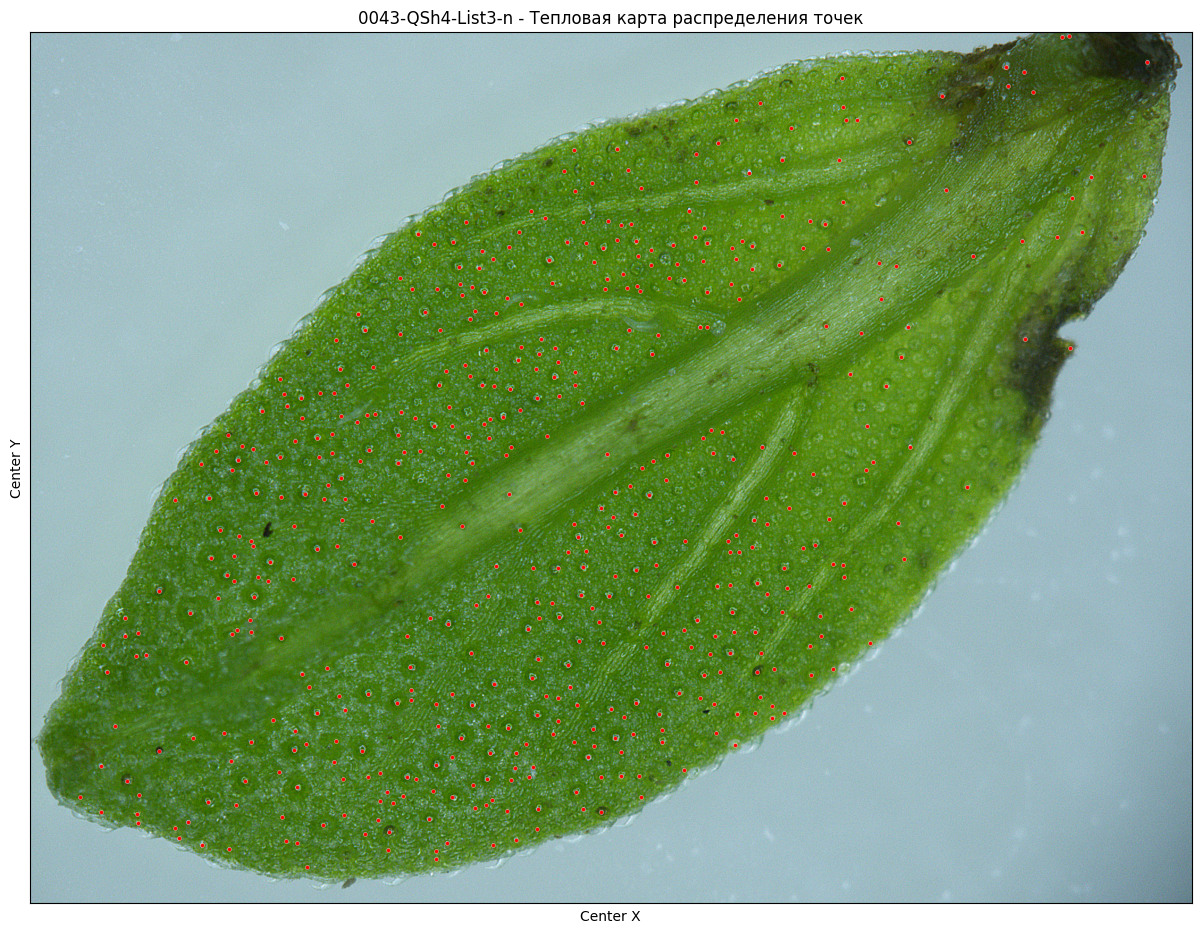 0043-QSh4-List3-n - Тепловая карта распределения точек
Center Y
Center X